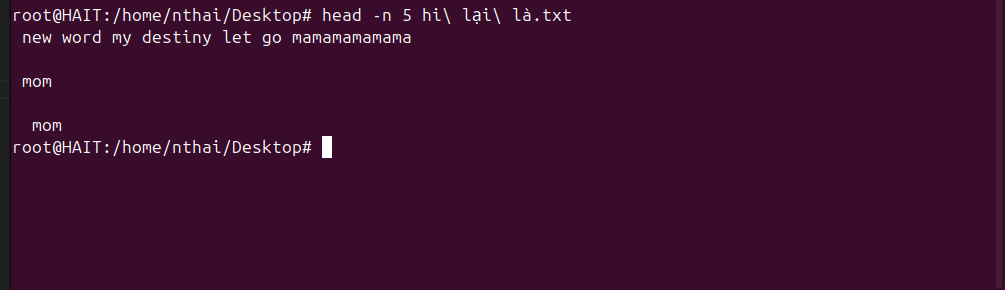 root@HAIT:/home/nthai/Desktop# head -n 5 hi\ lại\ là.txt
new word my destiny let go mamamamamama
mom
mom
root@HAIT:/home/nthai/Desktop#